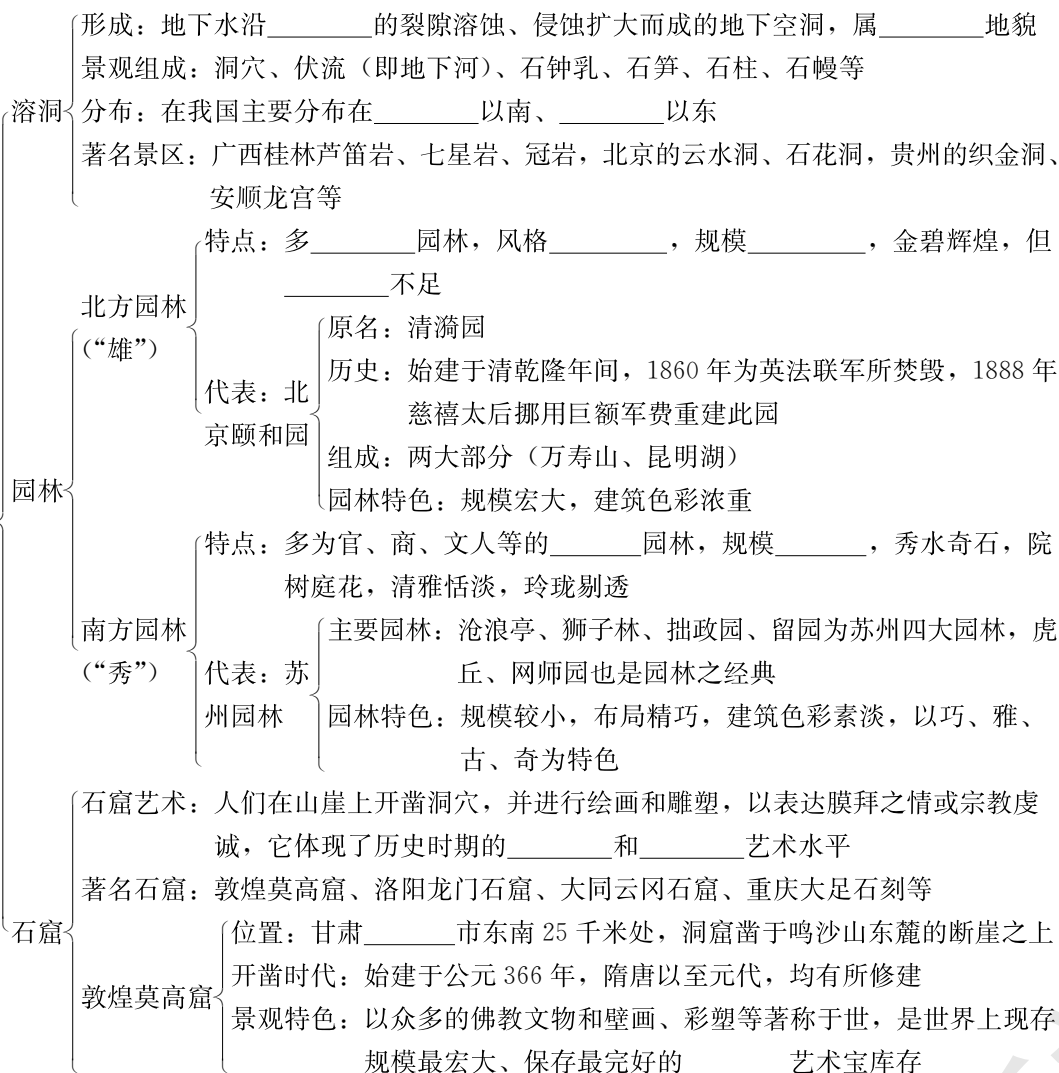 溶洞
形成：地下水沿________的裂隙溶蚀、侵蚀扩大而成的地下空洞，属________地貌
景观组成：洞穴、伏流（即地下河）、石钟乳、石笋、石柱、石幔等
分布：在我国主要分布在________以南、________以东
著名景区：广西桂林芦笛岩、七星岩、冠岩，北京的云水洞、石花洞，贵州的织金洞、
安顺龙宫等
园林
北方园林
（“雄”）
特点：多________园林，风格________，规模________，金碧辉煌，但
________不足
代表：北
京颐和园
原名：清漪园
历史：始建于清乾隆年间，1860 年为英法联军所焚毁，1888 年
慈禧太后挪用巨额军费重建此园
组成：两大部分（万寿山、昆明湖）
园林特色：规模宏大，建筑色彩浓重
南方园林
（“秀”）
特点：多为官、商、文人等的________园林，规模________，秀水奇石，院
树庭花，清雅恬淡，玲珑剔透
代表：苏
州园林
主要园林：沧浪亭、狮子林、拙政园、留园为苏州四大园林，虎
丘、网师园也是园林之经典
园林特色：规模较小，布局精巧，建筑色彩素淡，以巧、雅、
古、奇为特色
石窟
石窟艺术：人们在山崖上开凿洞穴，并进行绘画和雕塑，以表达膜拜之情或宗教虔
诚，它体现了历史时期的________和________艺术水平
著名石窟：敦煌莫高窟、洛阳龙门石窟、大同云冈石窟、重庆大足石刻等
敦煌莫高窟
位置：甘肃________市东南 25 千米处，洞窟凿于鸣沙山东麓的断崖之上
开凿时代：始建于公元 366 年，隋唐以至元代，均有所修建
景观特色：以众多的佛教文物和壁画、彩塑等著称于世，是世界上现存
规模最宏大、保存最完好的________艺术宝库存